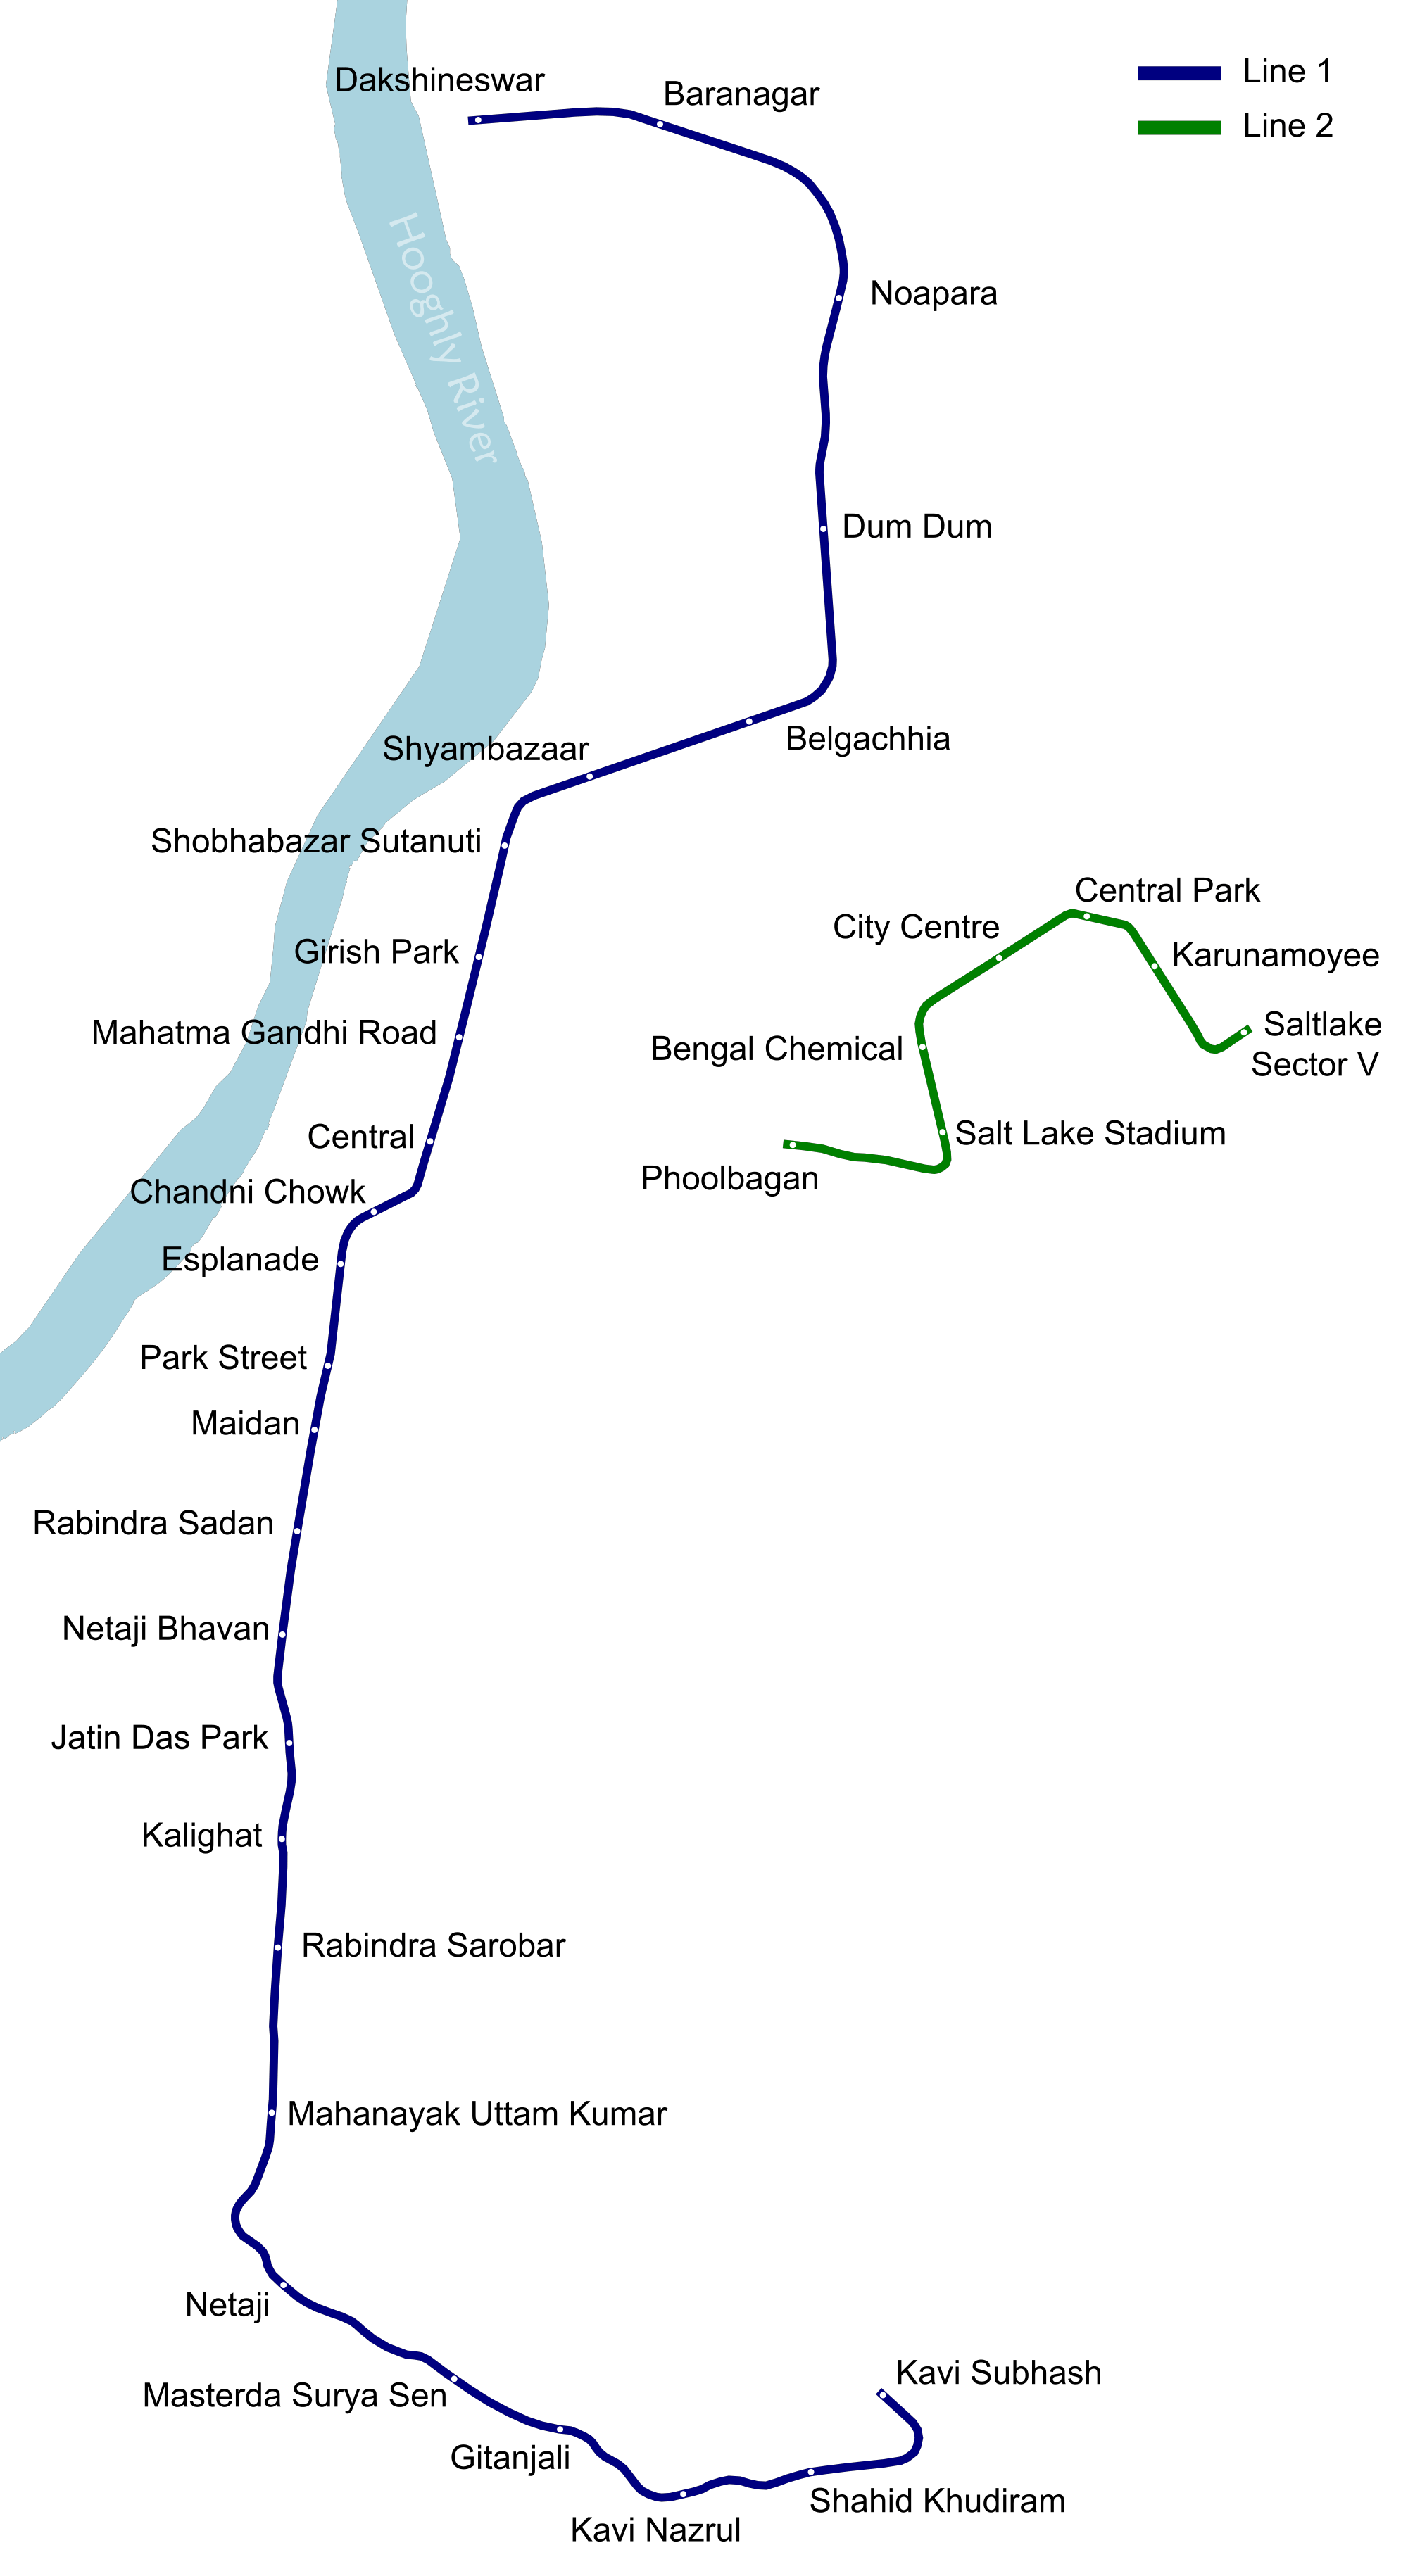 Line 1
Dakshineswar
Baranagar
Line 2
Hooghly River
Noapara
Dum Dum
Belgachhia
Shyambazaar
Shobhabazar Sutanuti
Central Park
City Centre
Girish Park
Karunamoyee
Saltlake
Sector V
Mahatma Gandhi Road
Bengal Chemical
Central
Salt Lake Stadium
Phoolbagan
Chandni Chowk
Esplanade
Park Street
Maidan
Rabindra Sadan
Netaji Bhavan
Jatin Das Park
Kalighat
Rabindra Sarobar
Mahanayak Uttam Kumar
Netaji
Kavi Subhash
Masterda Surya Sen
Gitanjali
Shahid Khudiram
Kavi Nazrul